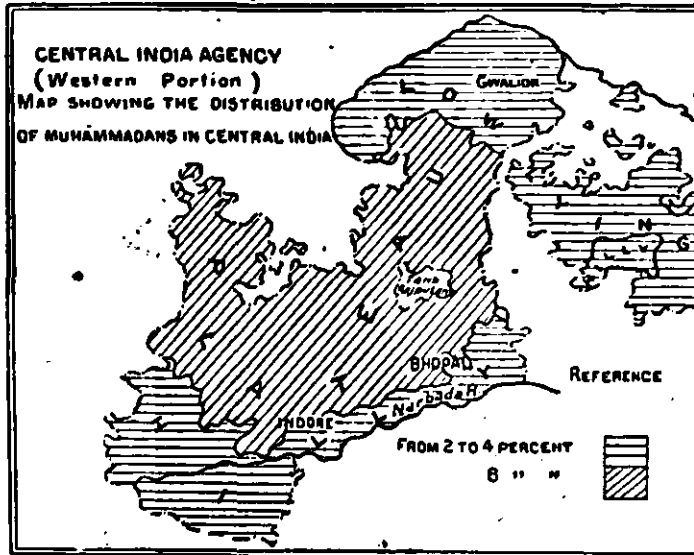 CENTRAL INDIA AGENCY
(Western Portion)
MAP SHOWING THE DISTRIBUTION
OF MUHAMMADANS IN CENTRAL INDIA
GWALIOR
BHOPAL
INDORE
Narbada R
REFERENCE
FROM 2 TO 4 PERCENT
8 " "